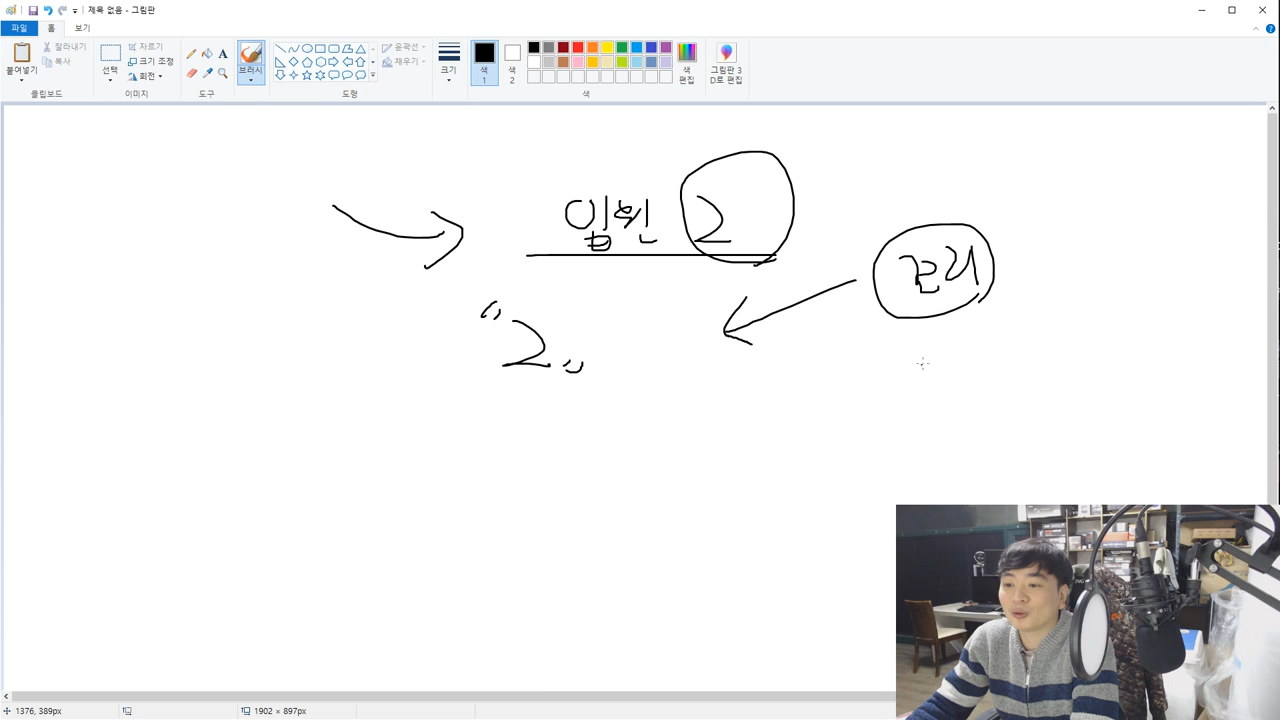 제목 없음 - 그림판
파일 홈 보기
붙여넣기 잘라내기 복사 선택 자르기 크기 조정 회전 A 브러시 윤곽선 채우기 크기 색 1 색 2 색 편집 그림판 3D로 편집
클립보드 이미지 도구 도형 색
2
"2"
1376, 389px 1902 × 897px